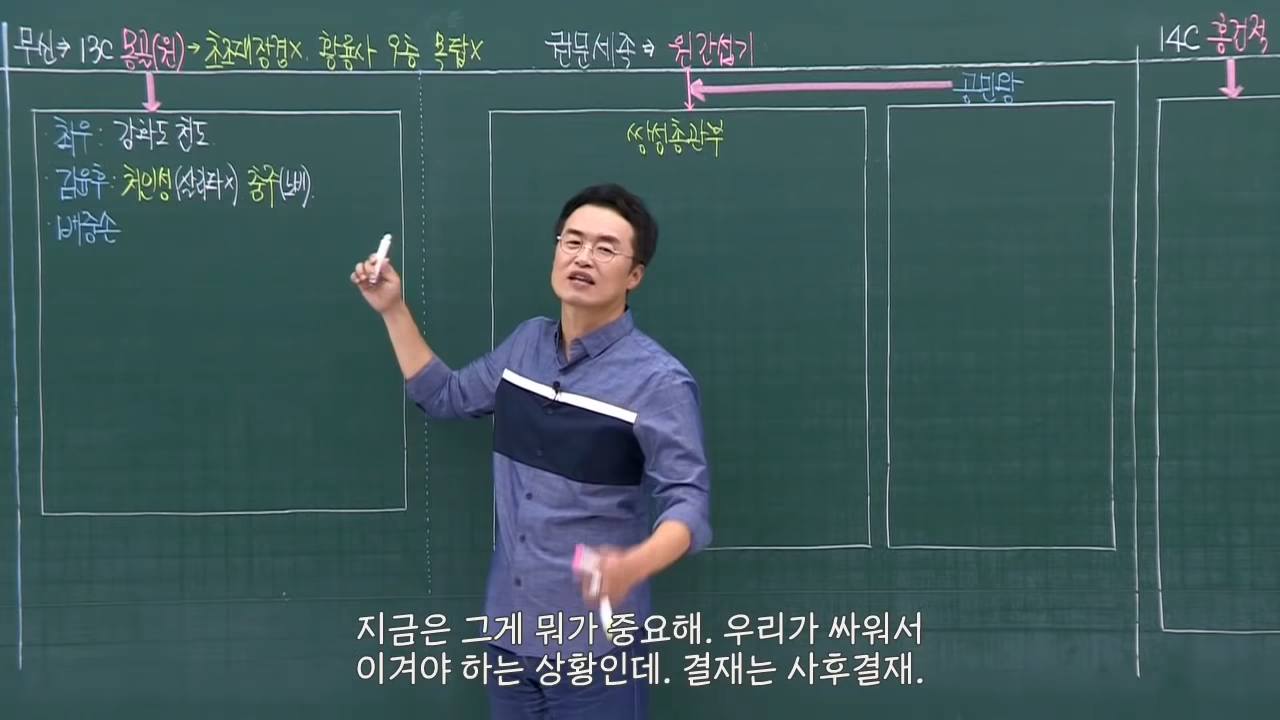 무신→ 13C 몽골(원)→초조대장경x. 황룡사 9층 목탑x
권문세족⇒ 원간섭기
14C 홍건적
공민왕
· 최우: 강화도 천도.
· 김윤후: 처인성(살리타x) 충주(노비).
· 배중손
쌍성총관부
지금은 그게 뭐가 중요해. 우리가 싸워서
이겨야 하는 상황인데. 결재는 사후결재.